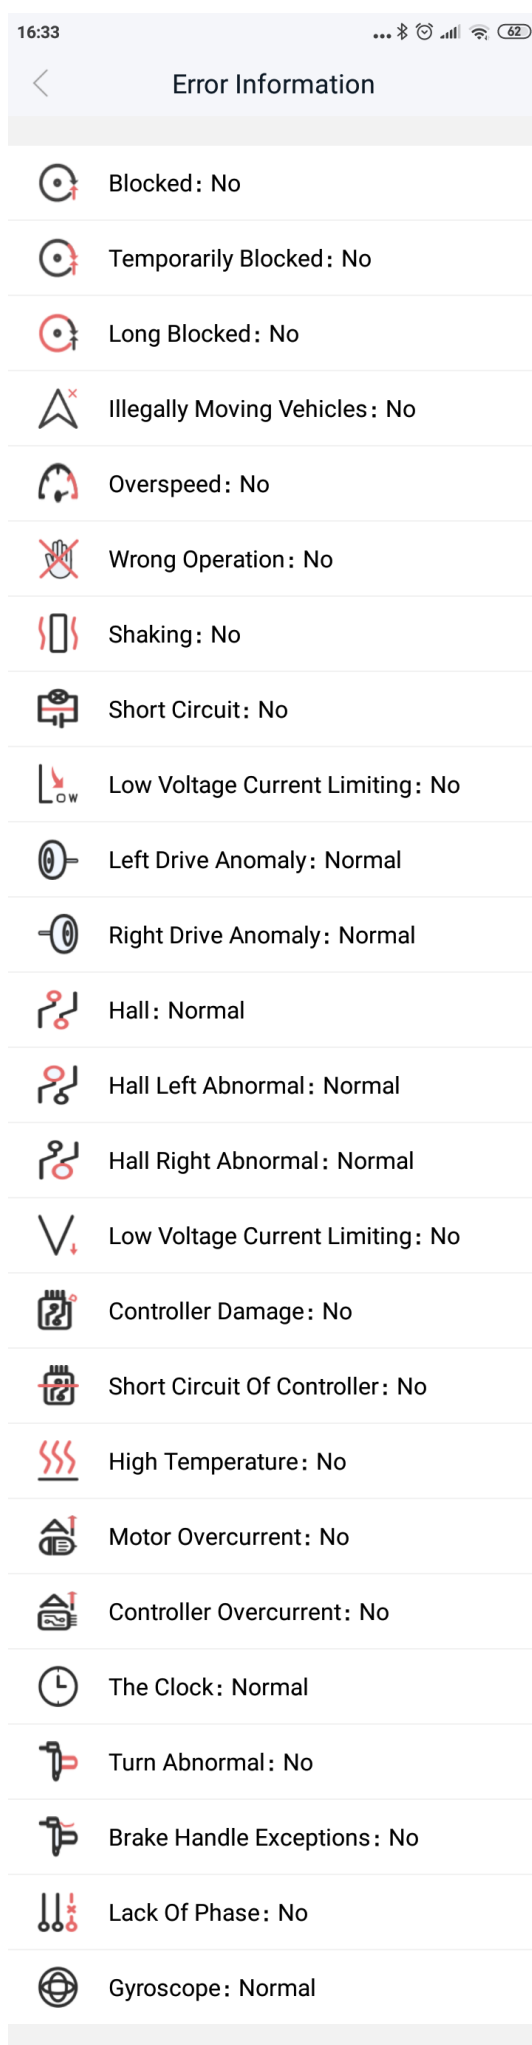 16:33
62
Error Information
Blocked: No
Temporarily Blocked: No
Long Blocked: No
Illegally Moving Vehicles: No
Overspeed: No
Wrong Operation: No
Shaking: No
Short Circuit: No
Low Voltage Current Limiting: No
Left Drive Anomaly: Normal
Right Drive Anomaly: Normal
Hall: Normal
Hall Left Abnormal: Normal
Hall Right Abnormal: Normal
Low Voltage Current Limiting: No
Controller Damage: No
Short Circuit Of Controller: No
High Temperature: No
Motor Overcurrent: No
Controller Overcurrent: No
The Clock: Normal
Turn Abnormal: No
Brake Handle Exceptions: No
Lack Of Phase: No
Gyroscope: Normal